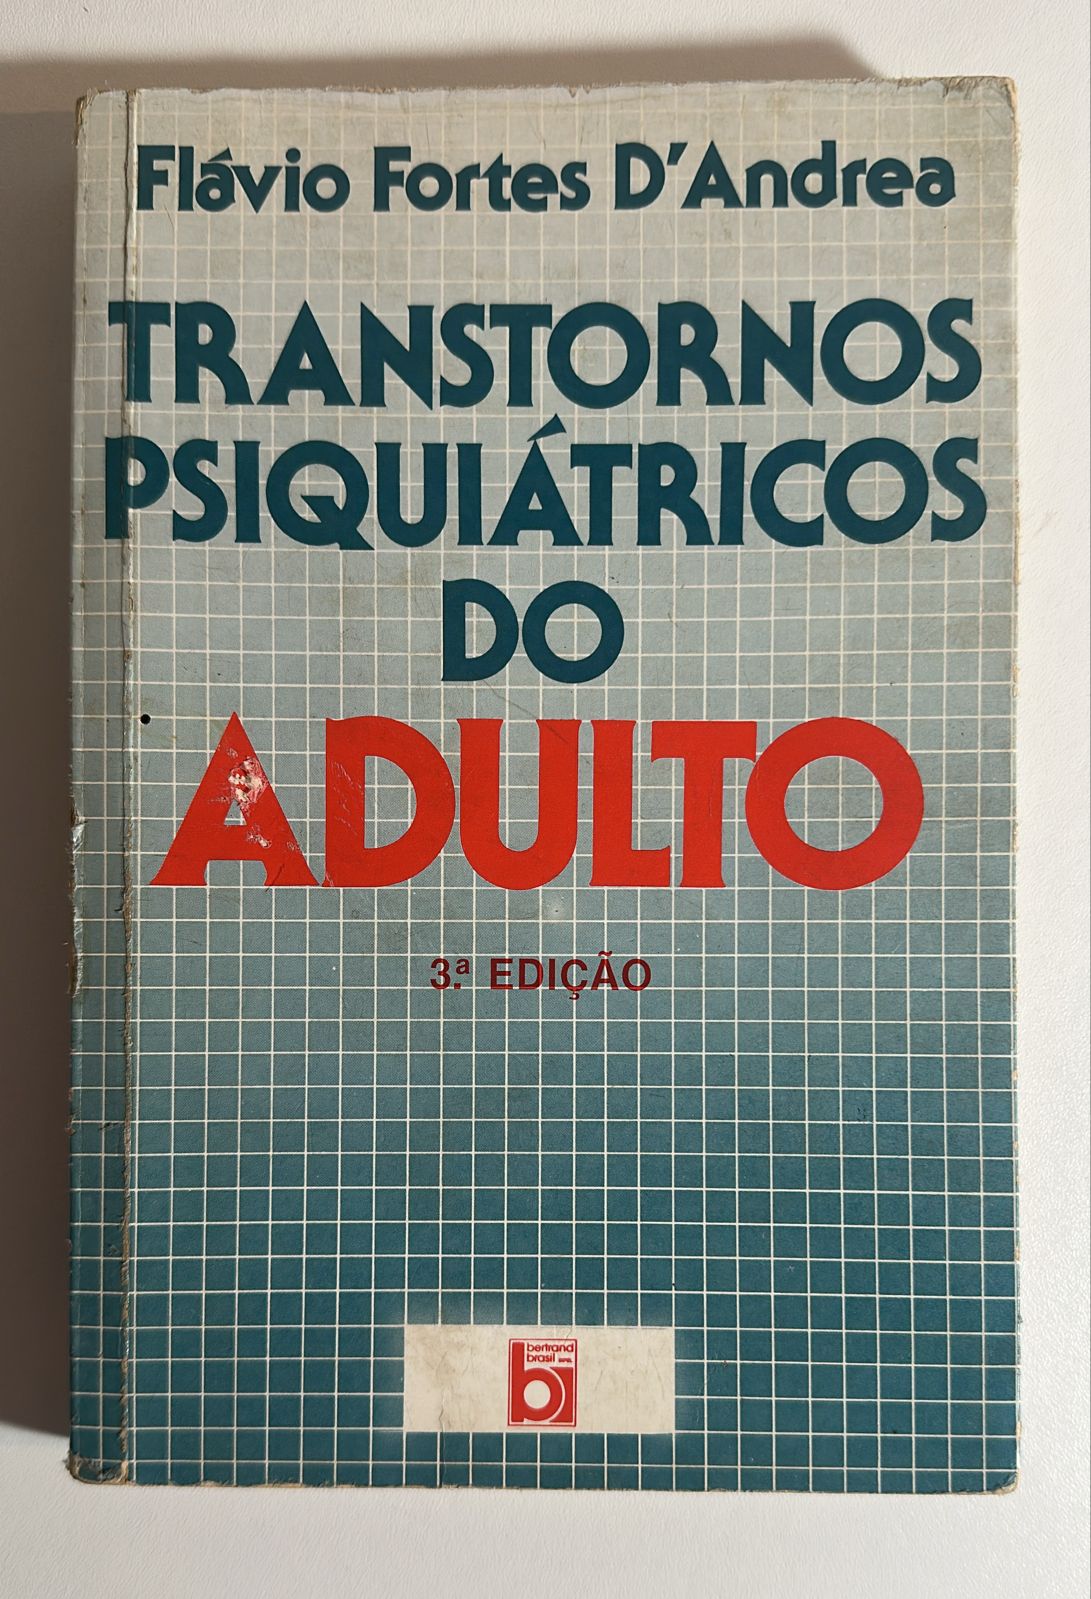 Flávio Fortes D'Andrea
TRANSTORNOS
PSIQUIÁTRICOS
DO
ADULTO
3.ª EDIÇÃO
bertrand
brasil